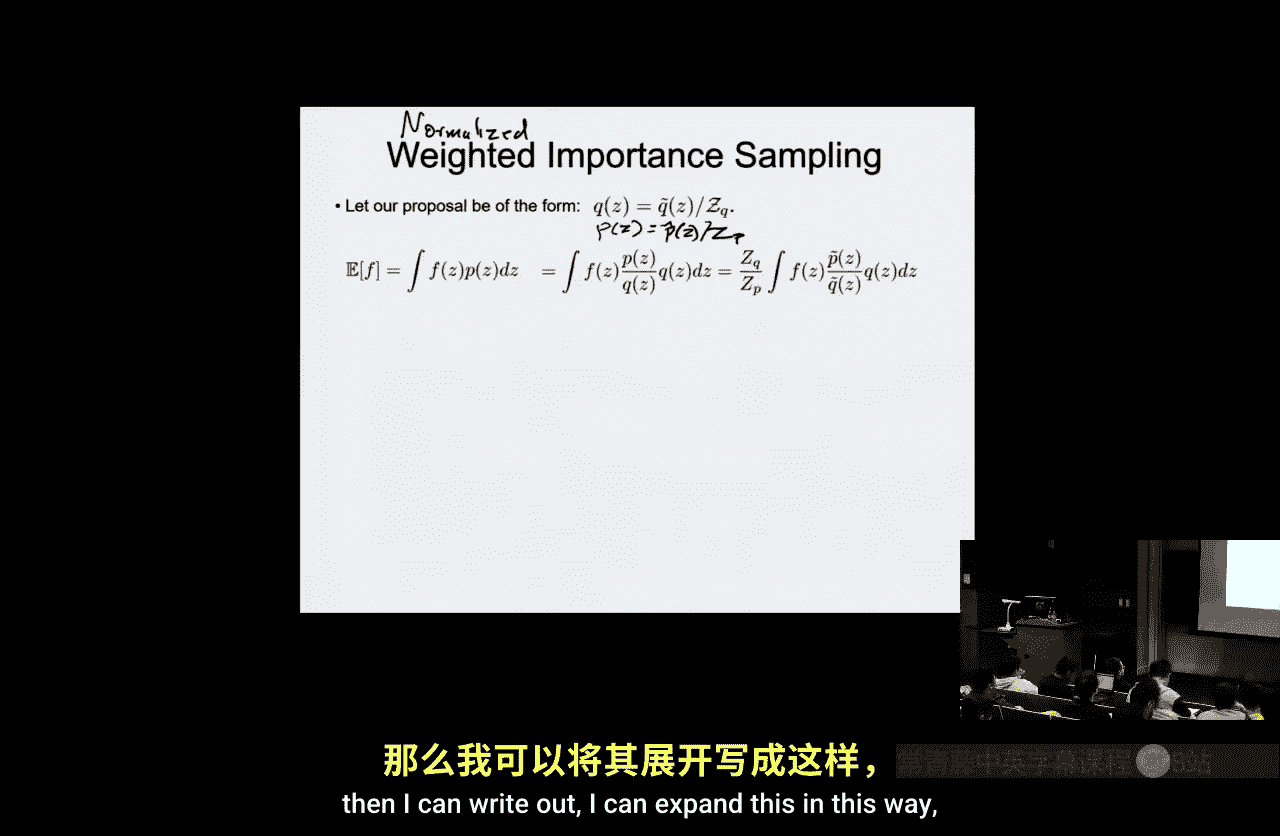 Normalized
Weighted Importance Sampling
• Let our proposal be of the form: q(z) = q̃(z)/𝒵_q.
p(z) = p̃(z)/Z_p
𝔼[f] = ∫ f(z)p(z)dz = ∫ f(z) p(z)/q(z) q(z)dz = Z_q/Z_p ∫ f(z) p̃(z)/q̃(z) q(z)dz
那么我可以将其展开写成这样，
then I can write out, I can expand this in this way,